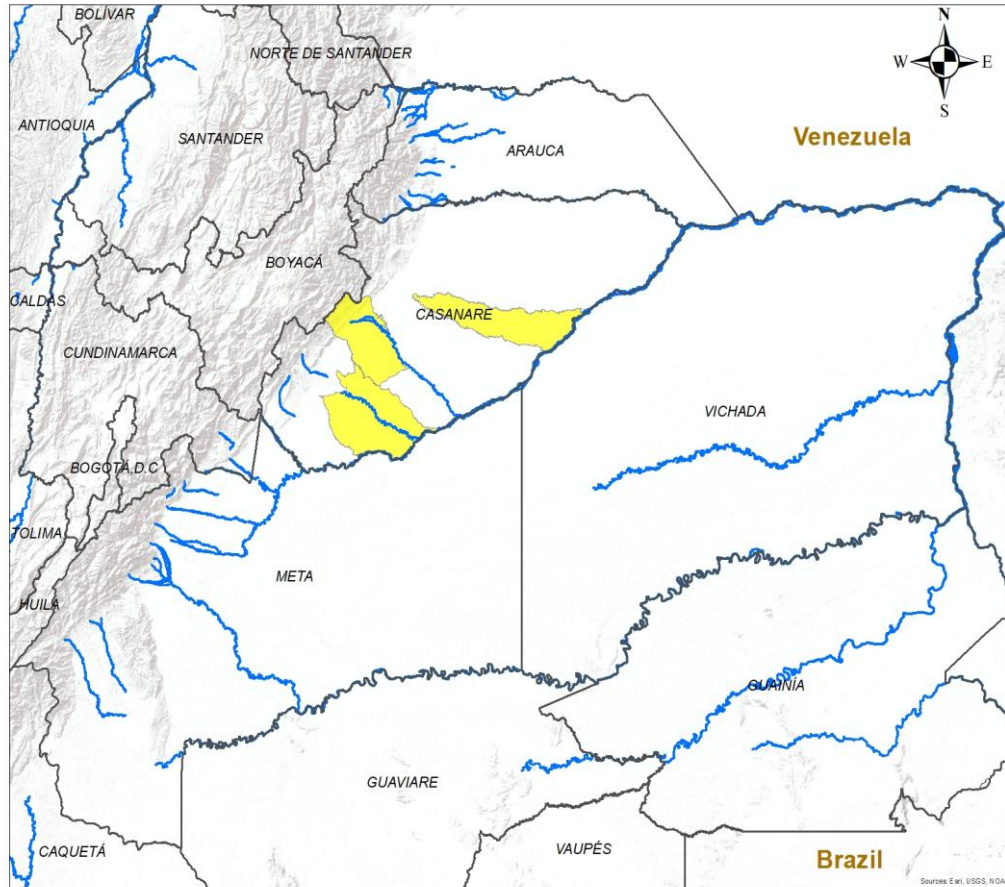 BOLÍVAR
N
NORTE DE SANTANDER
W
E
S
ANTIOQUIA
SANTANDER
Venezuela
ARAUCA
BOYACÁ
CALDAS
CASANARE
CUNDINAMARCA
VICHADA
BOGOTÁ,D.C
TOLIMA
META
HUILA
GUAINÍA
GUAVIARE
VAUPÉS
CAQUETÁ
Brazil
Sources: Esri, USGS, NOA